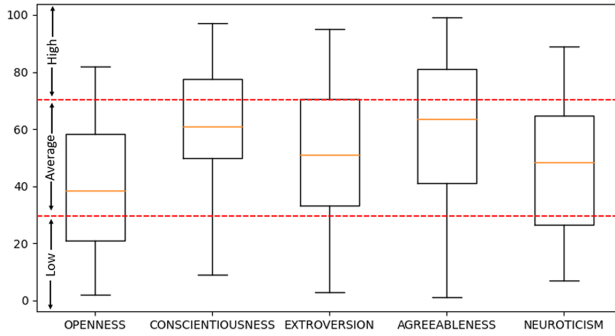 100
80
60
40
20
0
High
Average
Low
OPENNESS CONSCIENTIOUSNESS EXTROVERSION AGREEABLENESS NEUROTICISM